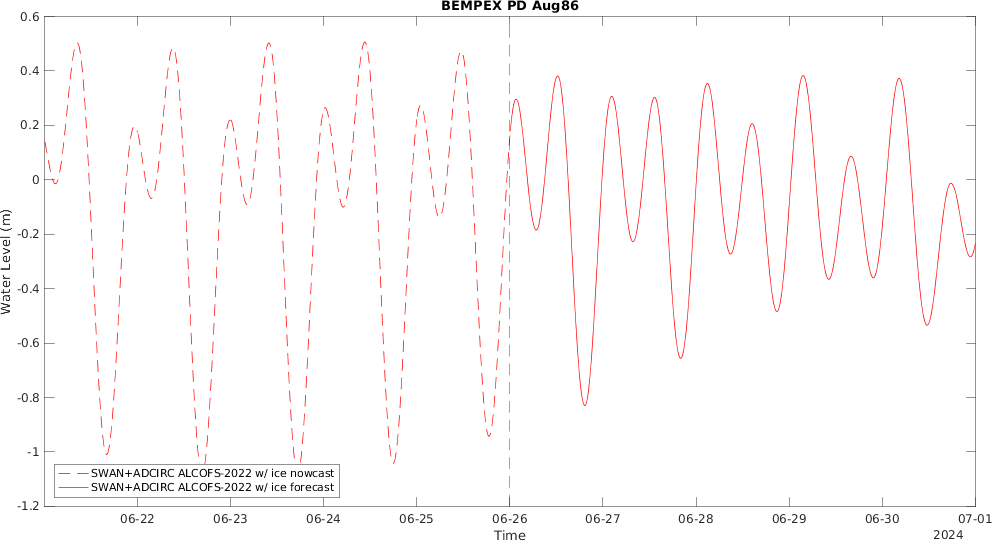 BEMPEX PD Aug86
0.6
0.4
0.2
0
-0.2
-0.4
-0.6
-0.8
-1
-1.2
Water Level (m)
SWAN+ADCIRC ALCOFS-2022 w/ ice nowcast
SWAN+ADCIRC ALCOFS-2022 w/ ice forecast
06-22 06-23 06-24 06-25 06-26 06-27 06-28 06-29 06-30 07-01
Time
2024